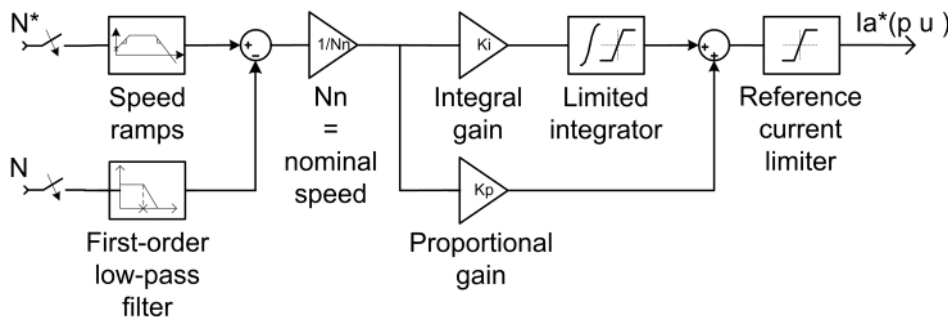 N*
Ia*(p u )
1/Nn
Ki
Speed
ramps
Nn
=
nominal
speed
Integral
gain
Limited
integrator
Reference
current
limiter
N
Kp
First-order
low-pass
filter
Proportional
gain